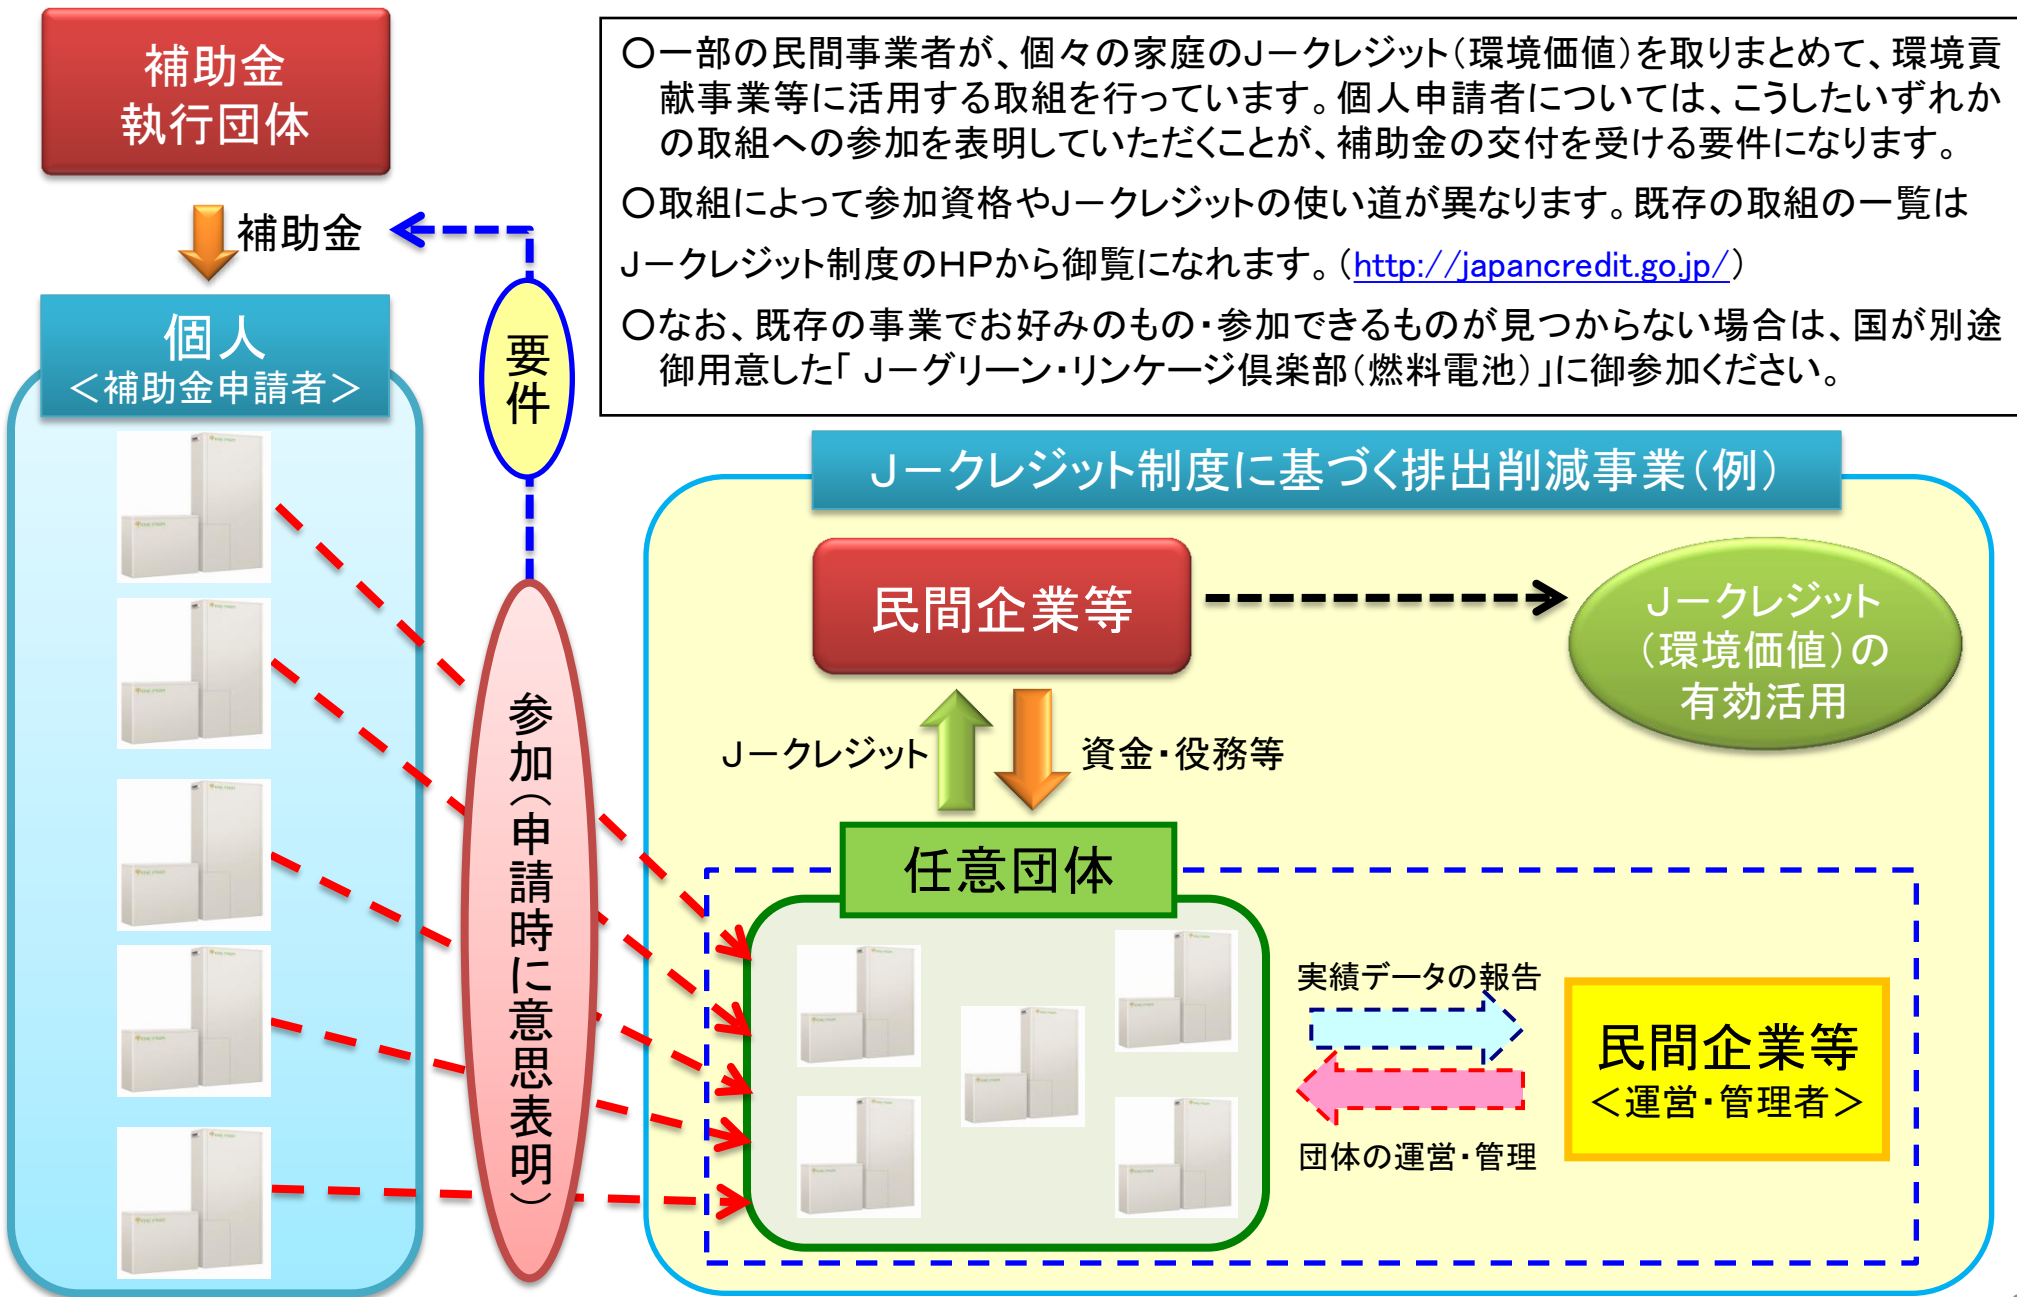 補助金
執行団体
補助金
個人
＜補助金申請者＞
要件
参加（申請時に意思表明）
○一部の民間事業者が、個々の家庭のＪ－クレジット（環境価値）を取りまとめて、環境貢
献事業等に活用する取組を行っています。個人申請者については、こうしたいずれか
の取組への参加を表明していただくことが、補助金の交付を受ける要件になります。
○取組によって参加資格やＪ－クレジットの使い道が異なります。既存の取組の一覧は
Ｊ－クレジット制度のＨＰから御覧になれます。（http://japancredit.go.jp/）
○なお、既存の事業でお好みのもの・参加できるものが見つからない場合は、国が別途
御用意した「 Ｊ－グリーン・リンケージ倶楽部（燃料電池）」に御参加ください。
Ｊ－クレジット制度に基づく排出削減事業（例）
民間企業等
Ｊ－クレジット
（環境価値）の
有効活用
Ｊ－クレジット
資金・役務等
任意団体
実績データの報告
民間企業等
＜運営・管理者＞
団体の運営・管理